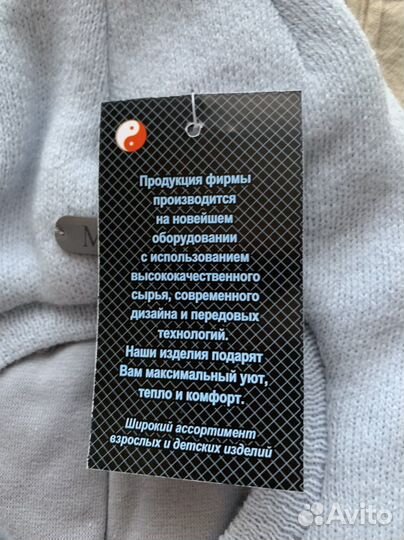 Продукция фирмы
производится
на новейшем
оборудовании
с использованием
высококачественного
сырья, современного
дизайна и передовых
технологий.
Наши изделия подарят
Вам максимальный уют,
тепло и комфорт.
Широкий ассортимент
взрослых и детских изделий
M
Avito